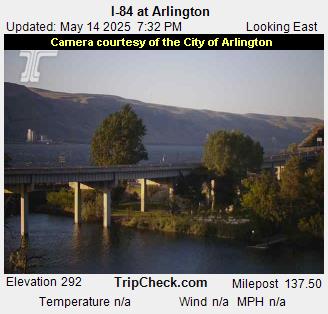 I-84 at Arlington
Updated: May 14 2025 7:32 PM Looking East
Camera courtesy of the City of Arlington
Elevation 292 TripCheck.com Milepost 137.50
Temperature n/a Wind n/a MPH n/a